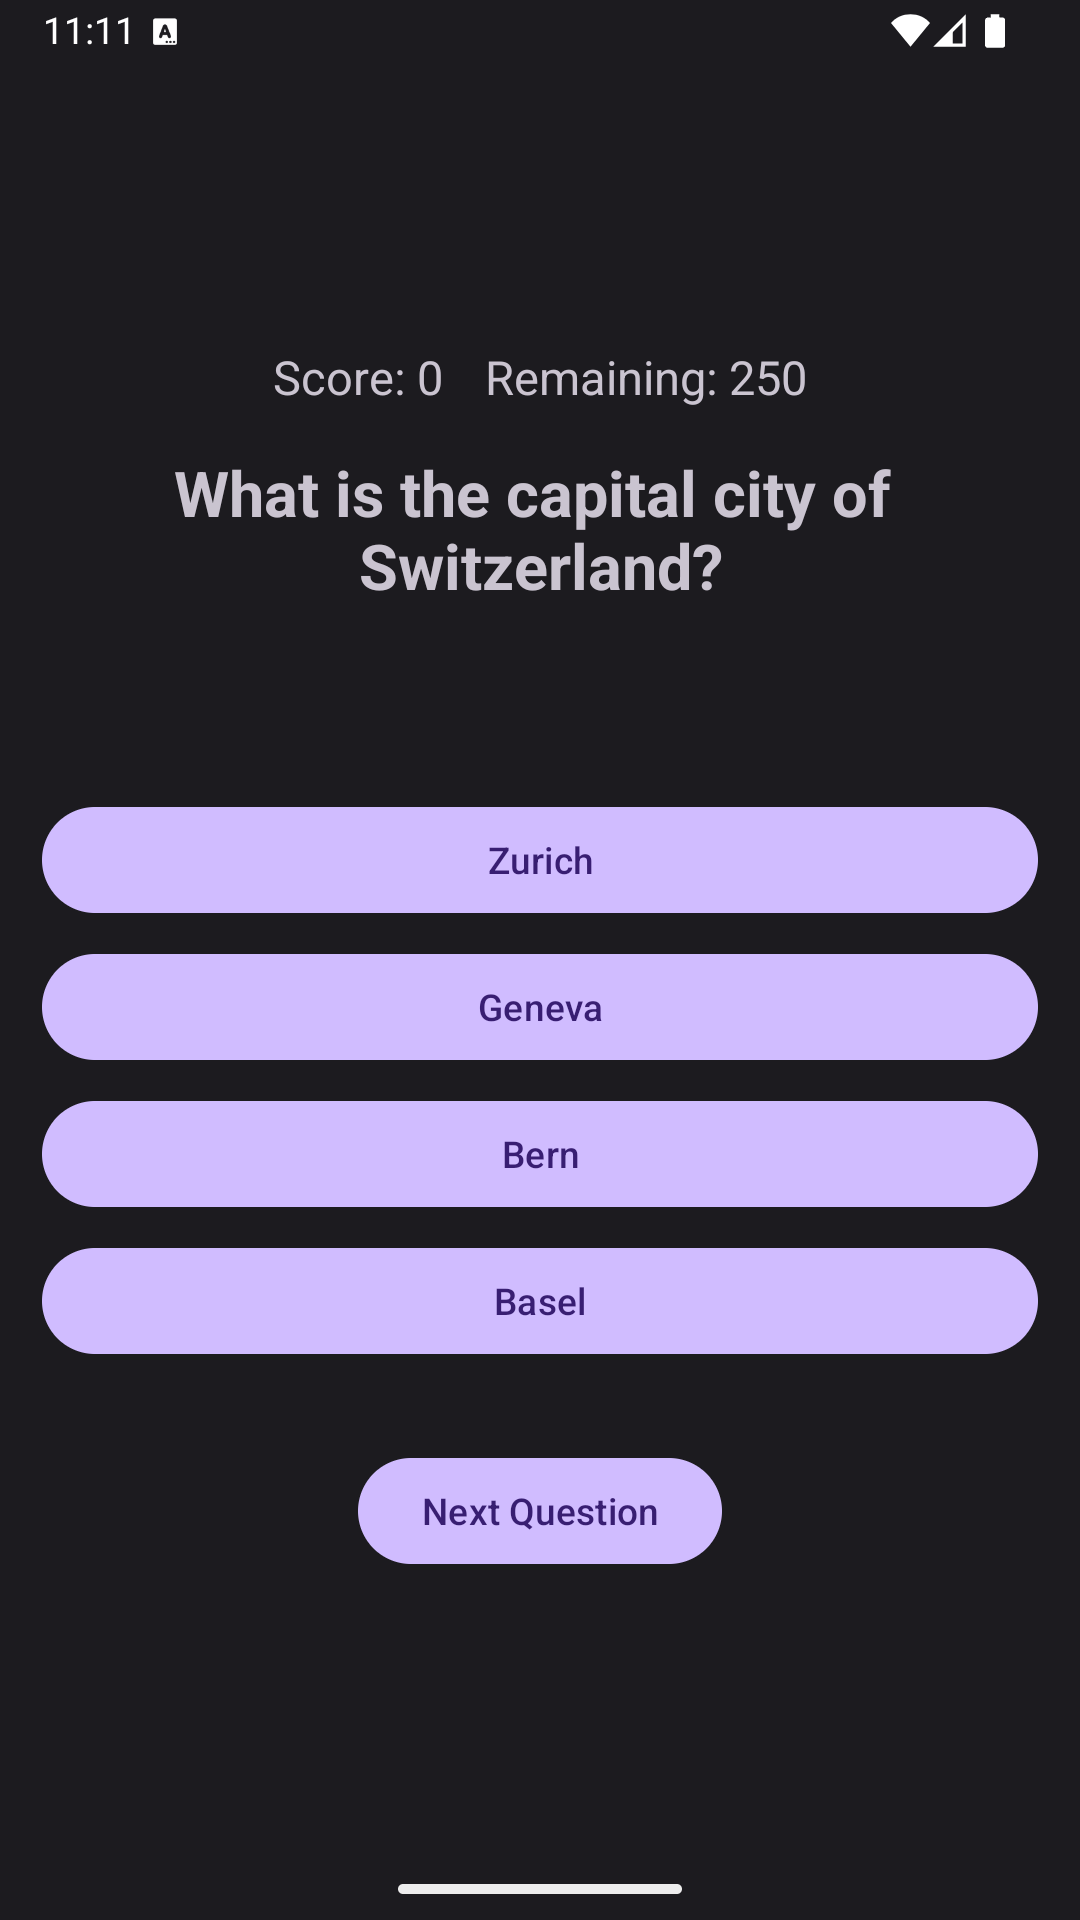 11:11
Score: 0 Remaining: 250
What is the capital city of
Switzerland?
Zurich
Geneva
Bern
Basel
Next Question